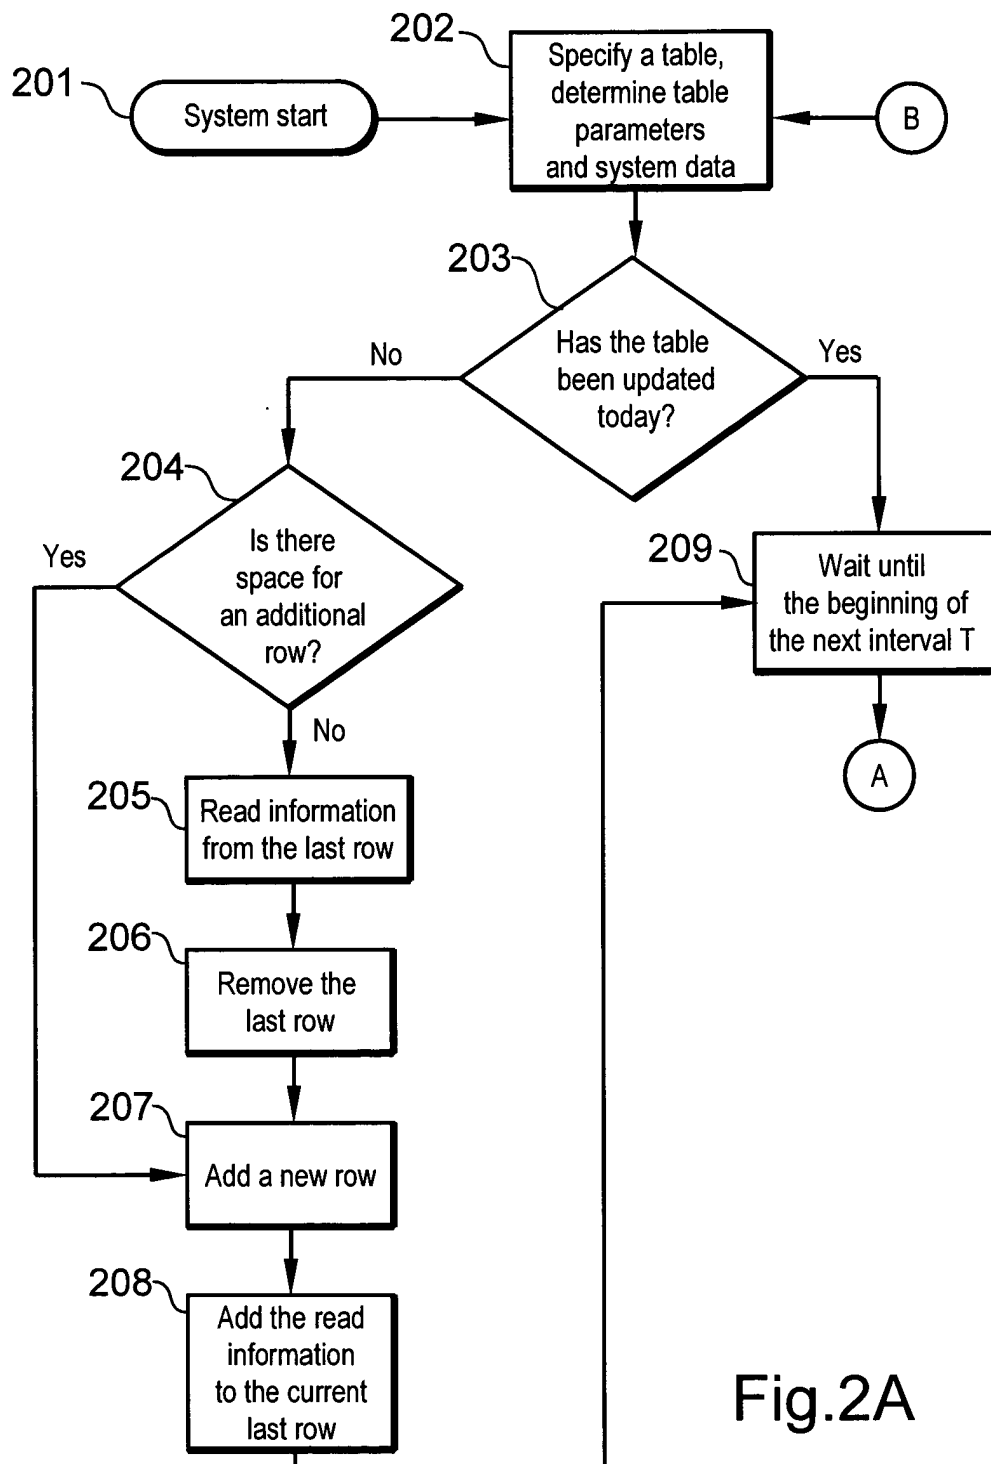 201
System start
202
Specify a table,
determine table
parameters
and system data
B
203
Has the table
been updated
today?
No
Yes
204
Is there
space for
an additional
row?
Yes
No
209
Wait until
the beginning of
the next interval T
A
205
Read information
from the last row
206
Remove the
last row
207
Add a new row
208
Add the read
information
to the current
last row
Fig.2A